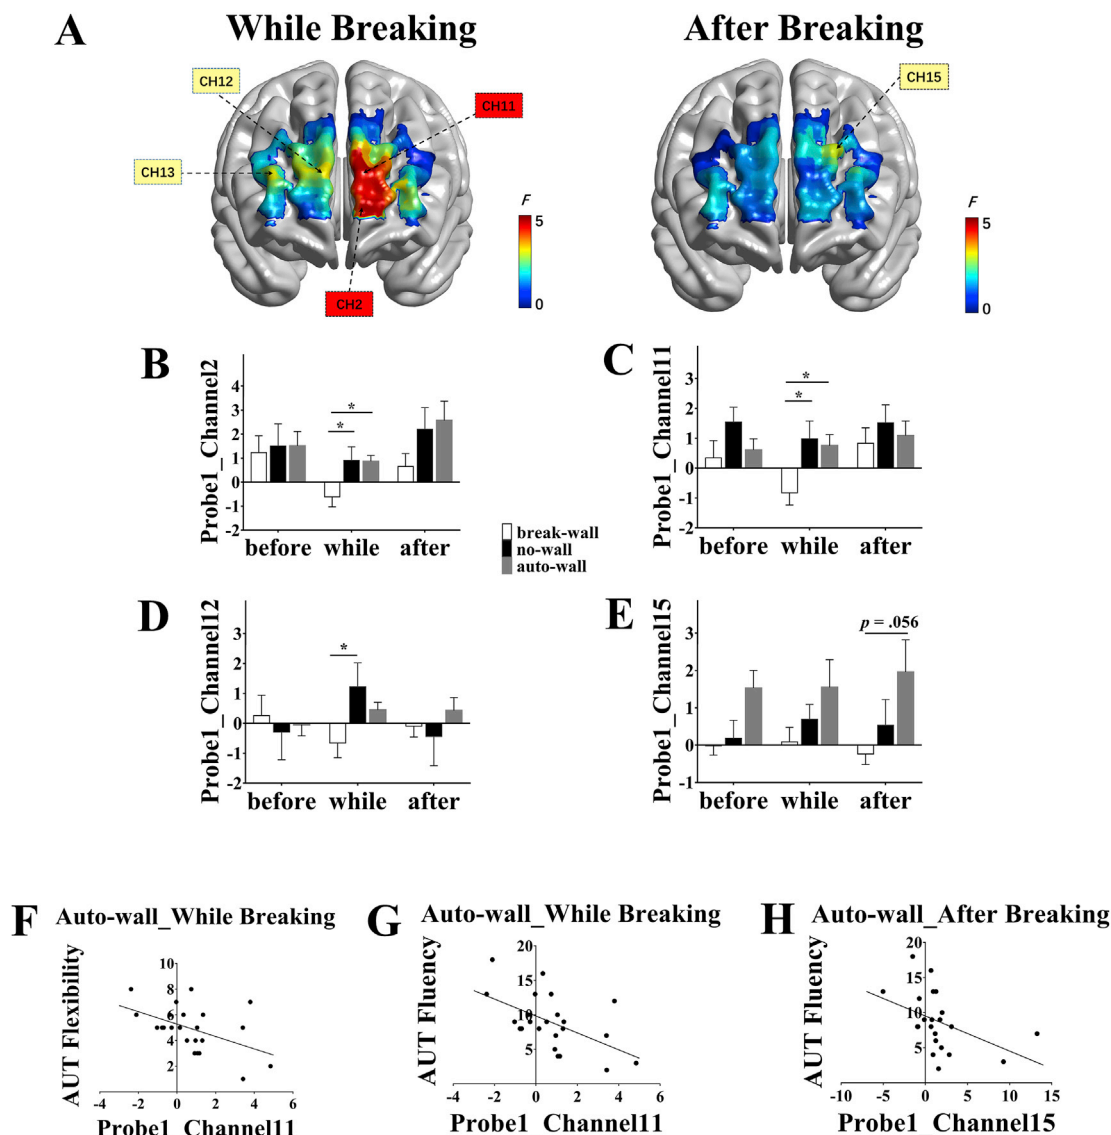 A
While Breaking
After Breaking
CH12
CH11
CH13
CH2
CH15
F
5
0
F
5
0
B
Probe1_Channel2
4
3
2
1
0
-1
-2
*
*
before while after
C
Probe1_Channel11
3
2
1
0
-1
-2
*
*
before while after
break-wall
no-wall
auto-wall
D
Probe1_Channel12
3
2
1
0
-1
-2
*
before while after
E
Probe1_Channel15
3
2
1
0
-1
p = .056
before while after
F
Auto-wall_While Breaking
AUT Flexibility
10
8
6
4
2
-4 -2 0 2 4 6
Probe1_Channel11
G
Auto-wall_While Breaking
AUT Fluency
20
15
10
5
-4 -2 0 2 4 6
Probe1_Channel11
H
Auto-wall_After Breaking
AUT Fluency
20
15
10
5
-10 -5 0 5 10 15
Probe1_Channel15